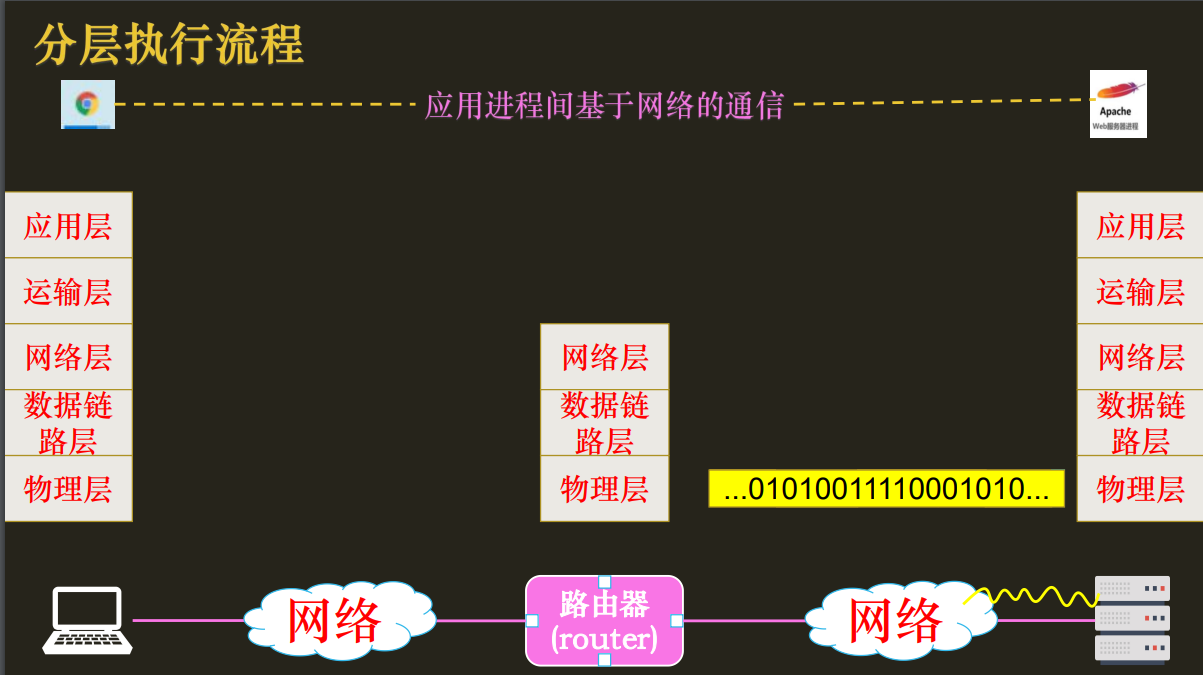 分层执行流程
应用进程间基于网络的通信
Apache
Web服务器进程
应用层
运输层
网络层
数据链
路层
物理层
网络层
数据链
路层
物理层
...01010011110001010...
应用层
运输层
网络层
数据链
路层
物理层
网络
路由器
(router)
网络